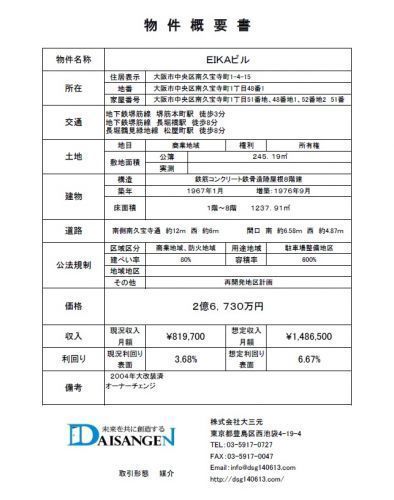 物件概要書
物件名称 EIKAビル
所在 住居表示 大阪市中央区南久宝寺町1-4-15
地番 大阪市中央区南久宝寺町1丁目48番1
家屋番号 大阪市中央区南久宝寺町1丁目51番地、48番地1、52番地2 51番
交通
地下鉄堺筋線 堺筋本町駅 徒歩3分
地下鉄堺筋線 長堀橋駅 徒歩8分
長堀鶴見緑地線 松屋町駅 徒歩8分
土地 地目 商業地域 権利 所有権
敷地面積 公簿 245.19㎡
実測
建物 構造 鉄筋コンクリート鉄骨造陸屋根8階建
築年 1967年1月 増築:1976年9月
床面積 1階~8階 1237.91㎡
道路 南側南久宝寺通 約12m 西 約6m 間口 南 約6.58m 西 約4.87m
公法規制 区域区分 商業地域、防火地域 用途地域 駐車場整備地区
建ぺい率 80% 容積率 600%
地域地区
その他 再開発地区計画
価格 2億6,730万円
収入 現況収入月額 ¥819,700 想定収入月額 ¥1,486,500
利回り 現況利回り表面 3.68% 想定利回り表面 6.67%
備考
2004年大改装済
オーナーチェンジ
未来を共に創造する
DAISANGEN
取引形態 媒介
株式会社大三元
東京都豊島区西池袋4-19-4
TEL:03-5917-0727
FAX:03-5917-0047
Email:info@dsg140613.com
http://dsg140613.com/